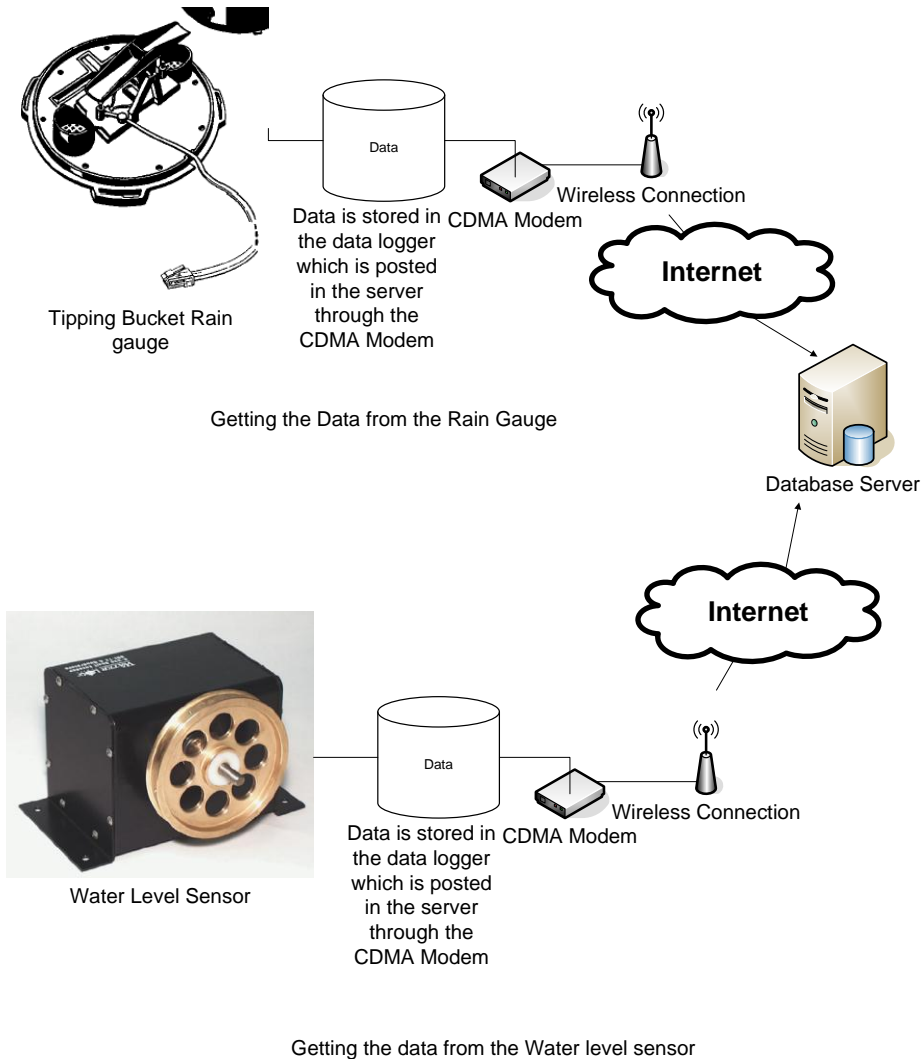 Data
Wireless Connection
Data is stored in
the data logger
which is posted
in the server
through the
CDMA Modem
CDMA Modem
Internet
Tipping Bucket Rain
gauge
Getting the Data from the Rain Gauge
Database Server
Internet
Data
Wireless Connection
Data is stored in
the data logger
which is posted
in the server
through the
CDMA Modem
CDMA Modem
Water Level Sensor
Getting the data from the Water level sensor